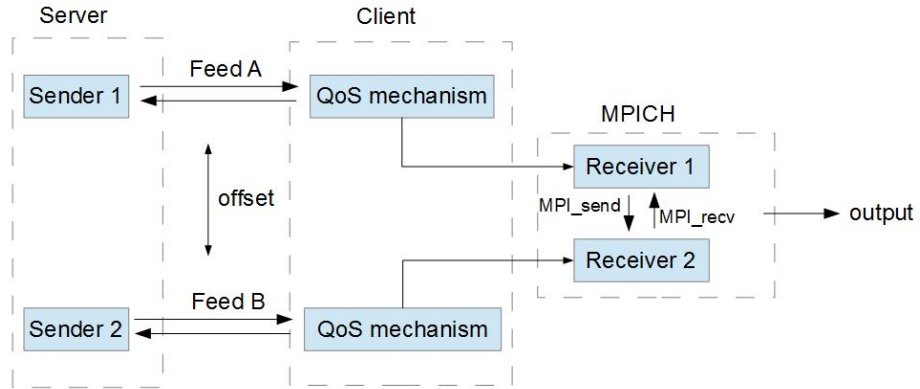 Server
Client
Feed A
Sender 1
QoS mechanism
MPICH
Receiver 1
offset
MPI_send
MPI_recv
output
Receiver 2
Feed B
Sender 2
QoS mechanism